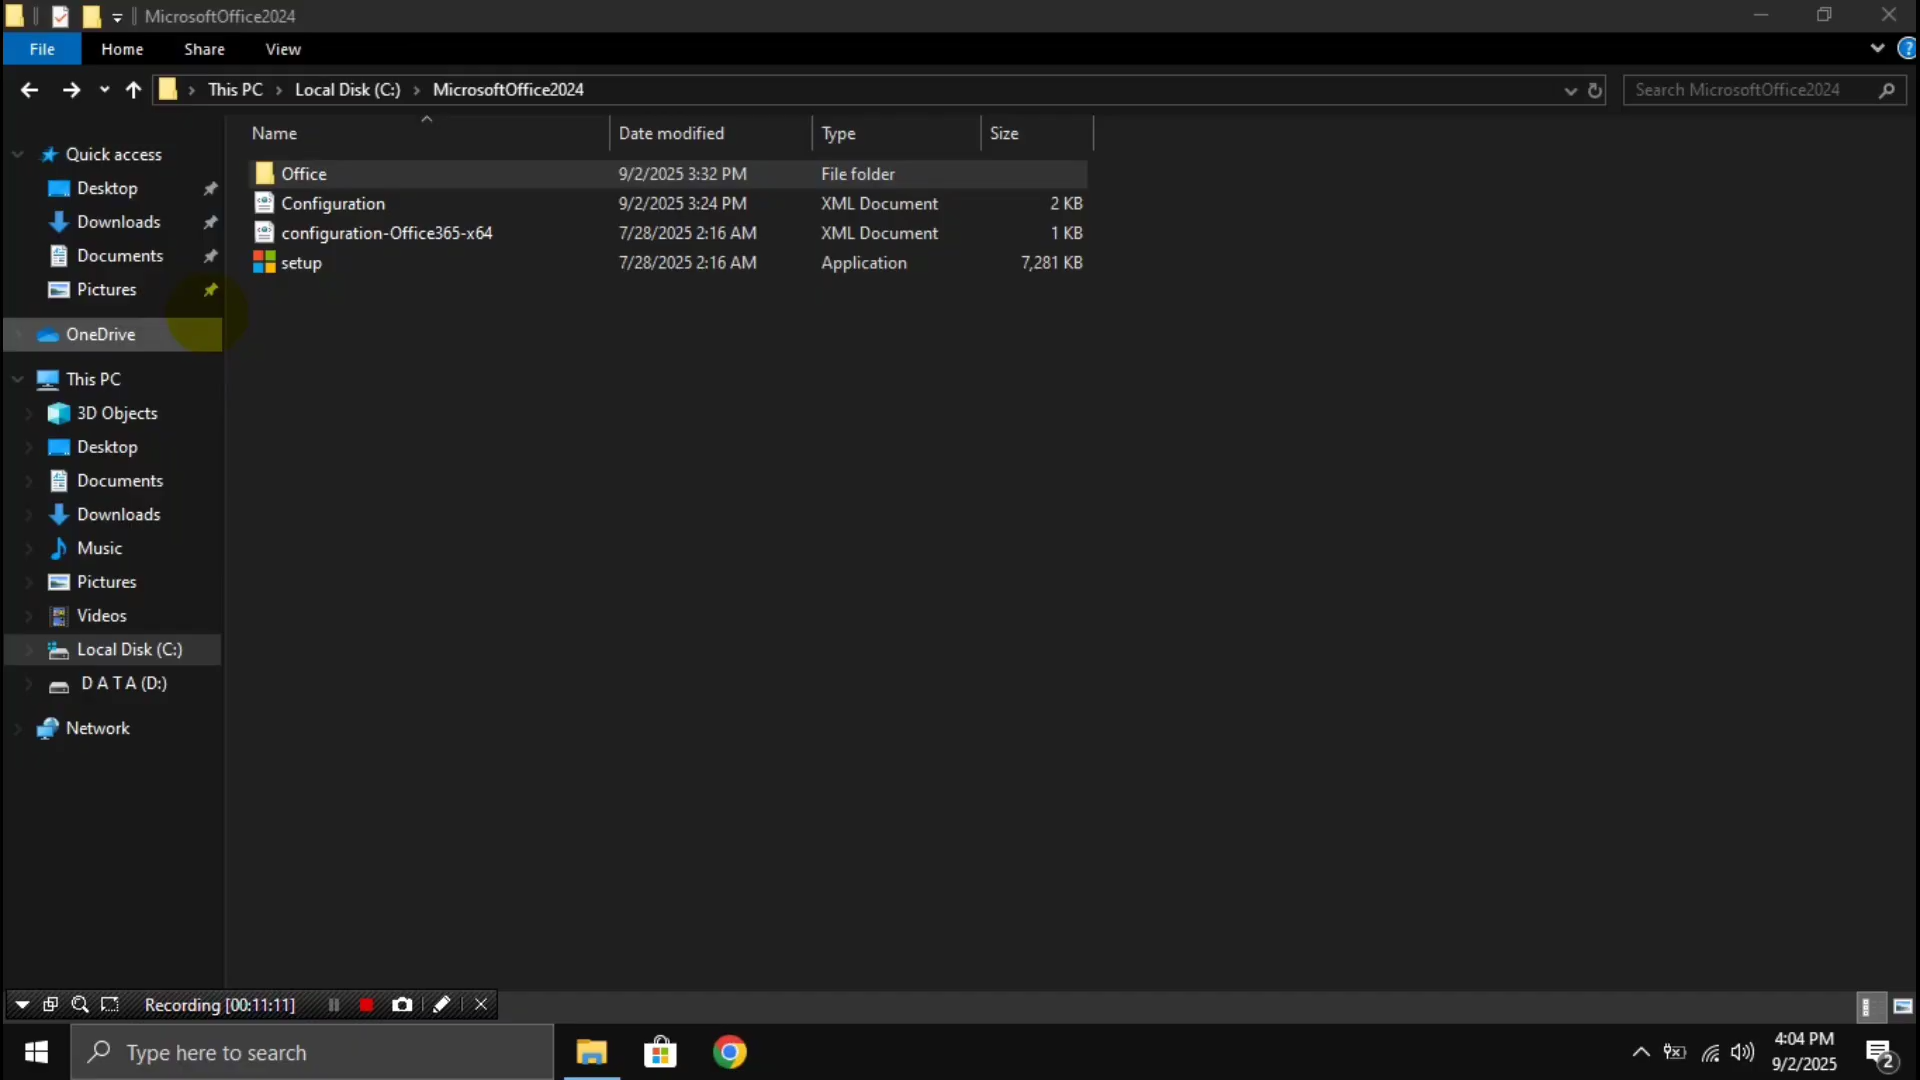 MicrosoftOffice2024
File Home Share View
This PC Local Disk (C:) MicrosoftOffice2024
Search MicrosoftOffice2024
Name Date modified Type Size
Office 9/2/2025 3:32 PM File folder
Configuration 9/2/2025 3:24 PM XML Document 2 KB
configuration-Office365-x64 7/28/2025 2:16 AM XML Document 1 KB
setup 7/28/2025 2:16 AM Application 7,281 KB
Quick access
Desktop
Downloads
Documents
Pictures
OneDrive
This PC
3D Objects
Desktop
Documents
Downloads
Music
Pictures
Videos
Local Disk (C:)
D A T A (D:)
Network
Recording [00:11:11]
Type here to search
4:04 PM
9/2/2025
2